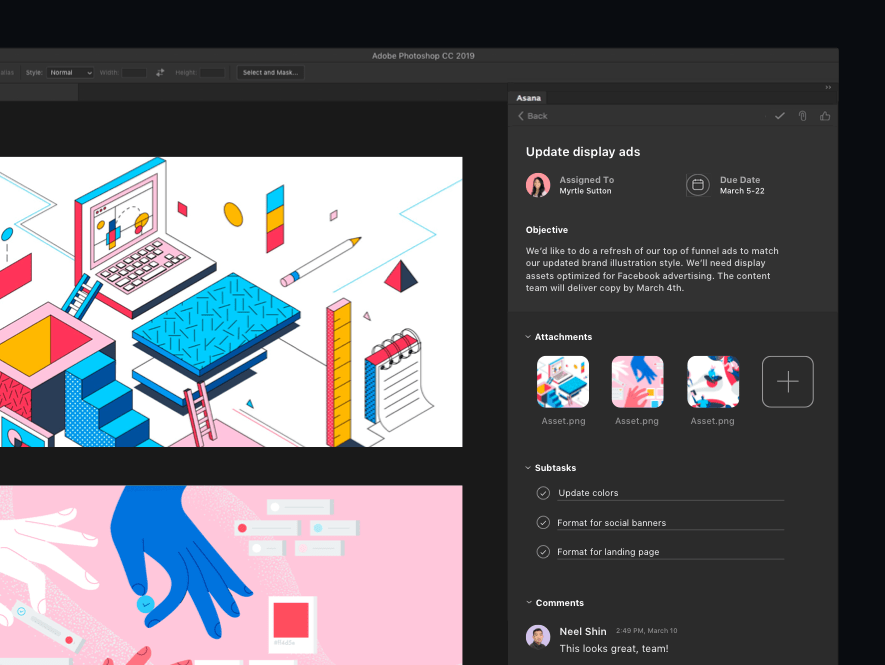 Adobe Photoshop CC 2019
alias
Style:
Normal
Width:
Height:
Select and Mask...
Asana
Back
Update display ads
Assigned To
Myrtle Sutton
Due Date
March 5-22
Objective
We'd like to do a refresh of our top of funnel ads to match
our updated brand illustration style. We'll need display
assets optimized for Facebook advertising. The content
team will deliver copy by March 4th.
Attachments
Asset.png
Asset.png
Asset.png
Subtasks
Update colors
Format for social banners
Format for landing page
Comments
Neel Shin
2:49 PM, March 10
This looks great, team!